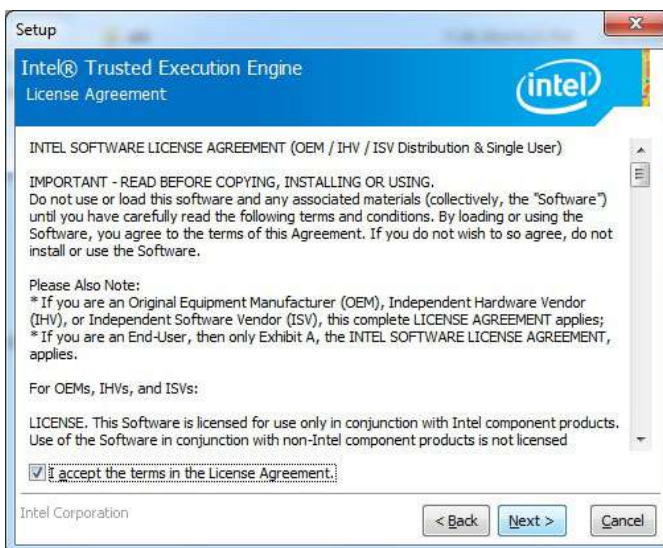 Setup
Intel® Trusted Execution Engine
License Agreement
intel
INTEL SOFTWARE LICENSE AGREEMENT (OEM / IHV / ISV Distribution & Single User)
IMPORTANT - READ BEFORE COPYING, INSTALLING OR USING.
Do not use or load this software and any associated materials (collectively, the "Software")
until you have carefully read the following terms and conditions. By loading or using the
Software, you agree to the terms of this Agreement. If you do not wish to so agree, do not
install or use the Software.
Please Also Note:
* If you are an Original Equipment Manufacturer (OEM), Independent Hardware Vendor
(IHV), or Independent Software Vendor (ISV), this complete LICENSE AGREEMENT applies;
* If you are an End-User, then only Exhibit A, the INTEL SOFTWARE LICENSE AGREEMENT,
applies.
For OEMs, IHVs, and ISVs:
LICENSE. This Software is licensed for use only in conjunction with Intel component products.
Use of the Software in conjunction with non-Intel component products is not licensed
I accept the terms in the License Agreement.
Intel Corporation
< Back
Next >
Cancel